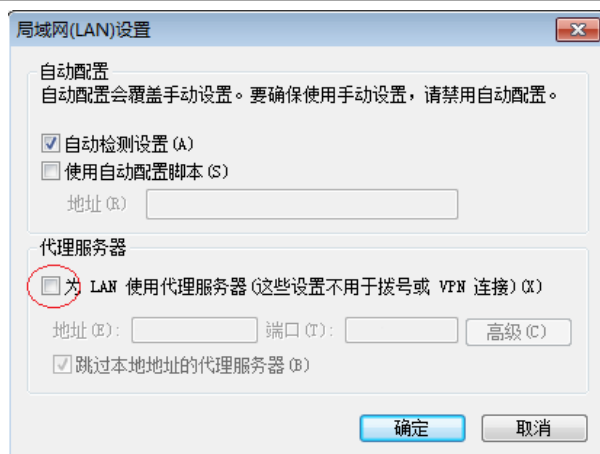 局域网(LAN)设置
自动配置
自动配置会覆盖手动设置。要确保使用手动设置，请禁用自动配置。
自动检测设置(A)
使用自动配置脚本(S)
地址(R)
代理服务器
为 LAN 使用代理服务器(这些设置不用于拨号或 VPN 连接)(X)
地址(E): 端口(T): 高级(C)
跳过本地地址的代理服务器(B)
确定 取消